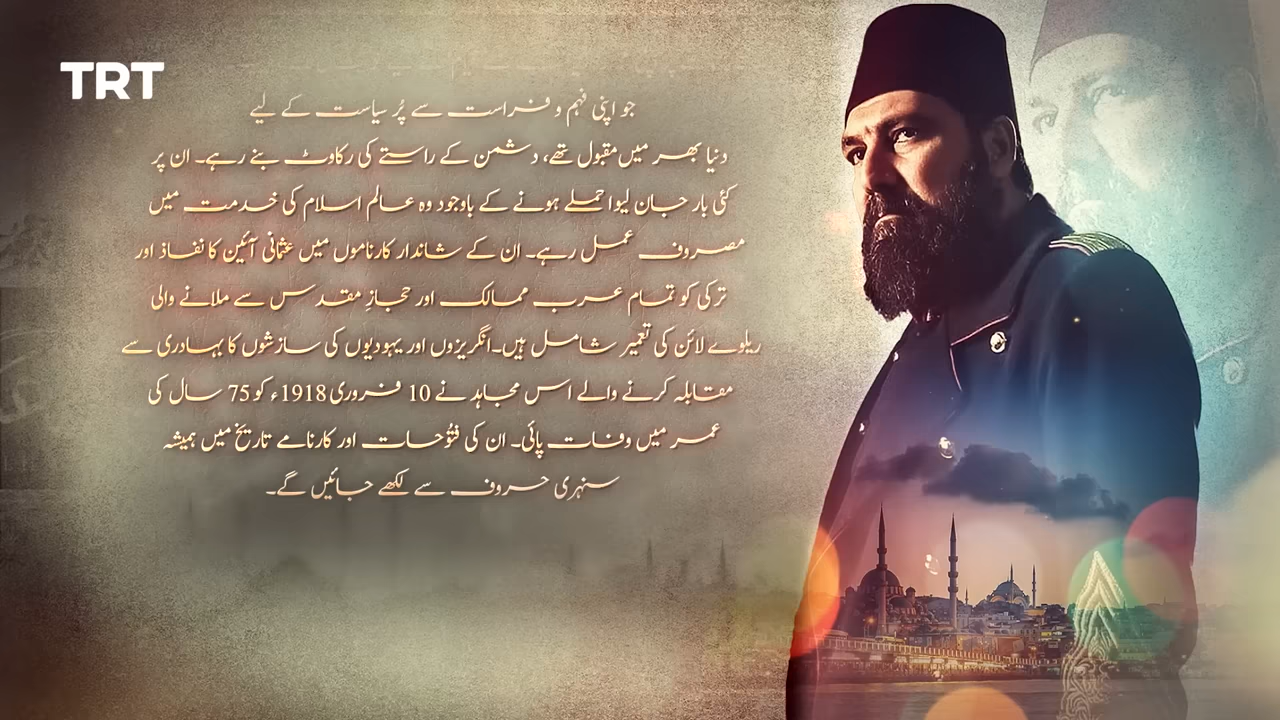 TRT
جو اپنی فہم و فراست سے پُر سیاست کے لیے
دنیا بھر میں مقبول تھے، دشمن کے راستے کی رکاوٹ بنے رہے۔ ان پر
کئی بار جان لیوا حملے ہونے کے باوجود وہ عالم اسلام کی خدمت میں
مصروف عمل رہے۔ ان کے شاندار کارناموں میں عثمانی آئین کا نفاذ اور
ترکی کو تمام عرب ممالک اور حجازِ مقدس سے ملانے والی
ریلوے لائن کی تعمیر شامل ہیں۔انگریزوں اور یہودیوں کی سازشوں کا بہادری سے
مقابلہ کرنے والے اس مجاہد نے 10 فروری 1918ء کو 75 سال کی
عمر میں وفات پائی۔ ان کی فتوُحات اور کارنامے تاریخ میں ہمیشہ
سنہری حروف سے لکھے جائیں گے۔